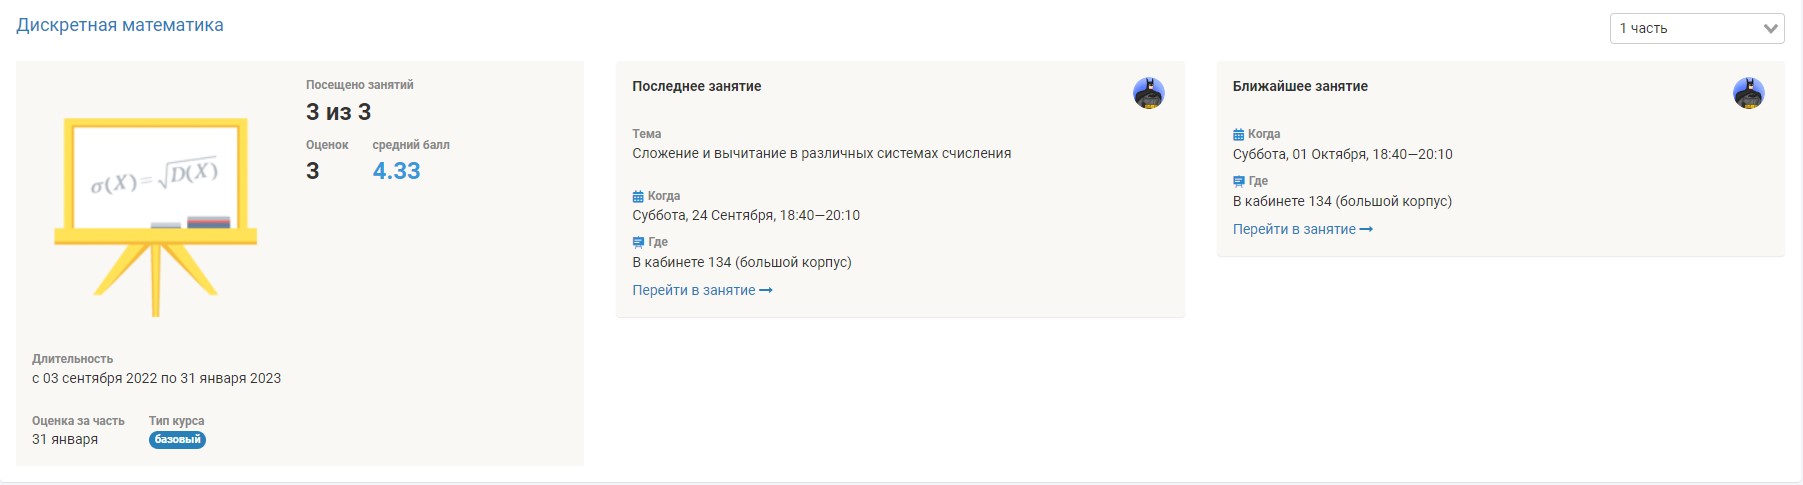 Дискретная математика
1 часть
σ(X)=√D(X)
Посещено занятий
3 из 3
Оценок средний балл
3 4.33
Длительность
с 03 сентября 2022 по 31 января 2023
Оценка за часть Тип курса
31 января базовый
Последнее занятие
Тема
Сложение и вычитание в различных системах счисления
Когда
Суббота, 24 Сентября, 18:40—20:10
Где
В кабинете 134 (большой корпус)
Перейти в занятие →
Ближайшее занятие
Когда
Суббота, 01 Октября, 18:40—20:10
Где
В кабинете 134 (большой корпус)
Перейти в занятие →